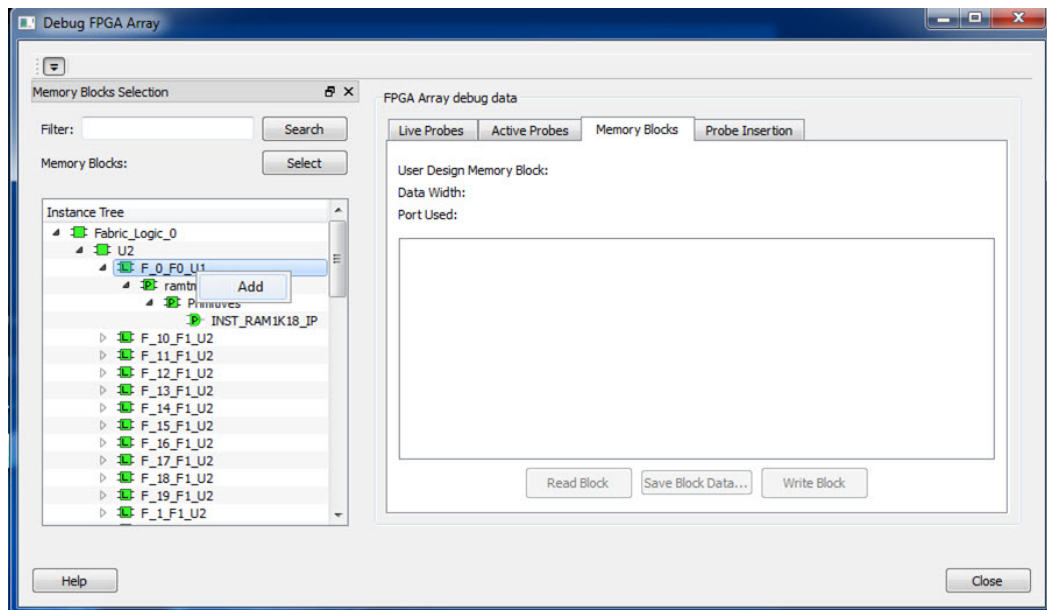 Debug FPGA Array
Memory Blocks Selection
Filter:
Search
Memory Blocks:
Select
Instance Tree
Fabric_Logic_0
U2
F_0_F0_U1
Add
Primitives
INST_RAM1K18_IP
F_10_F1_U2
F_11_F1_U2
F_12_F1_U2
F_13_F1_U2
F_14_F1_U2
F_15_F1_U2
F_16_F1_U2
F_17_F1_U2
F_18_F1_U2
F_19_F1_U2
F_1_F1_U2
FPGA Array debug data
Live Probes
Active Probes
Memory Blocks
Probe Insertion
User Design Memory Block:
Data Width:
Port Used:
Read Block
Save Block Data...
Write Block
Help
Close